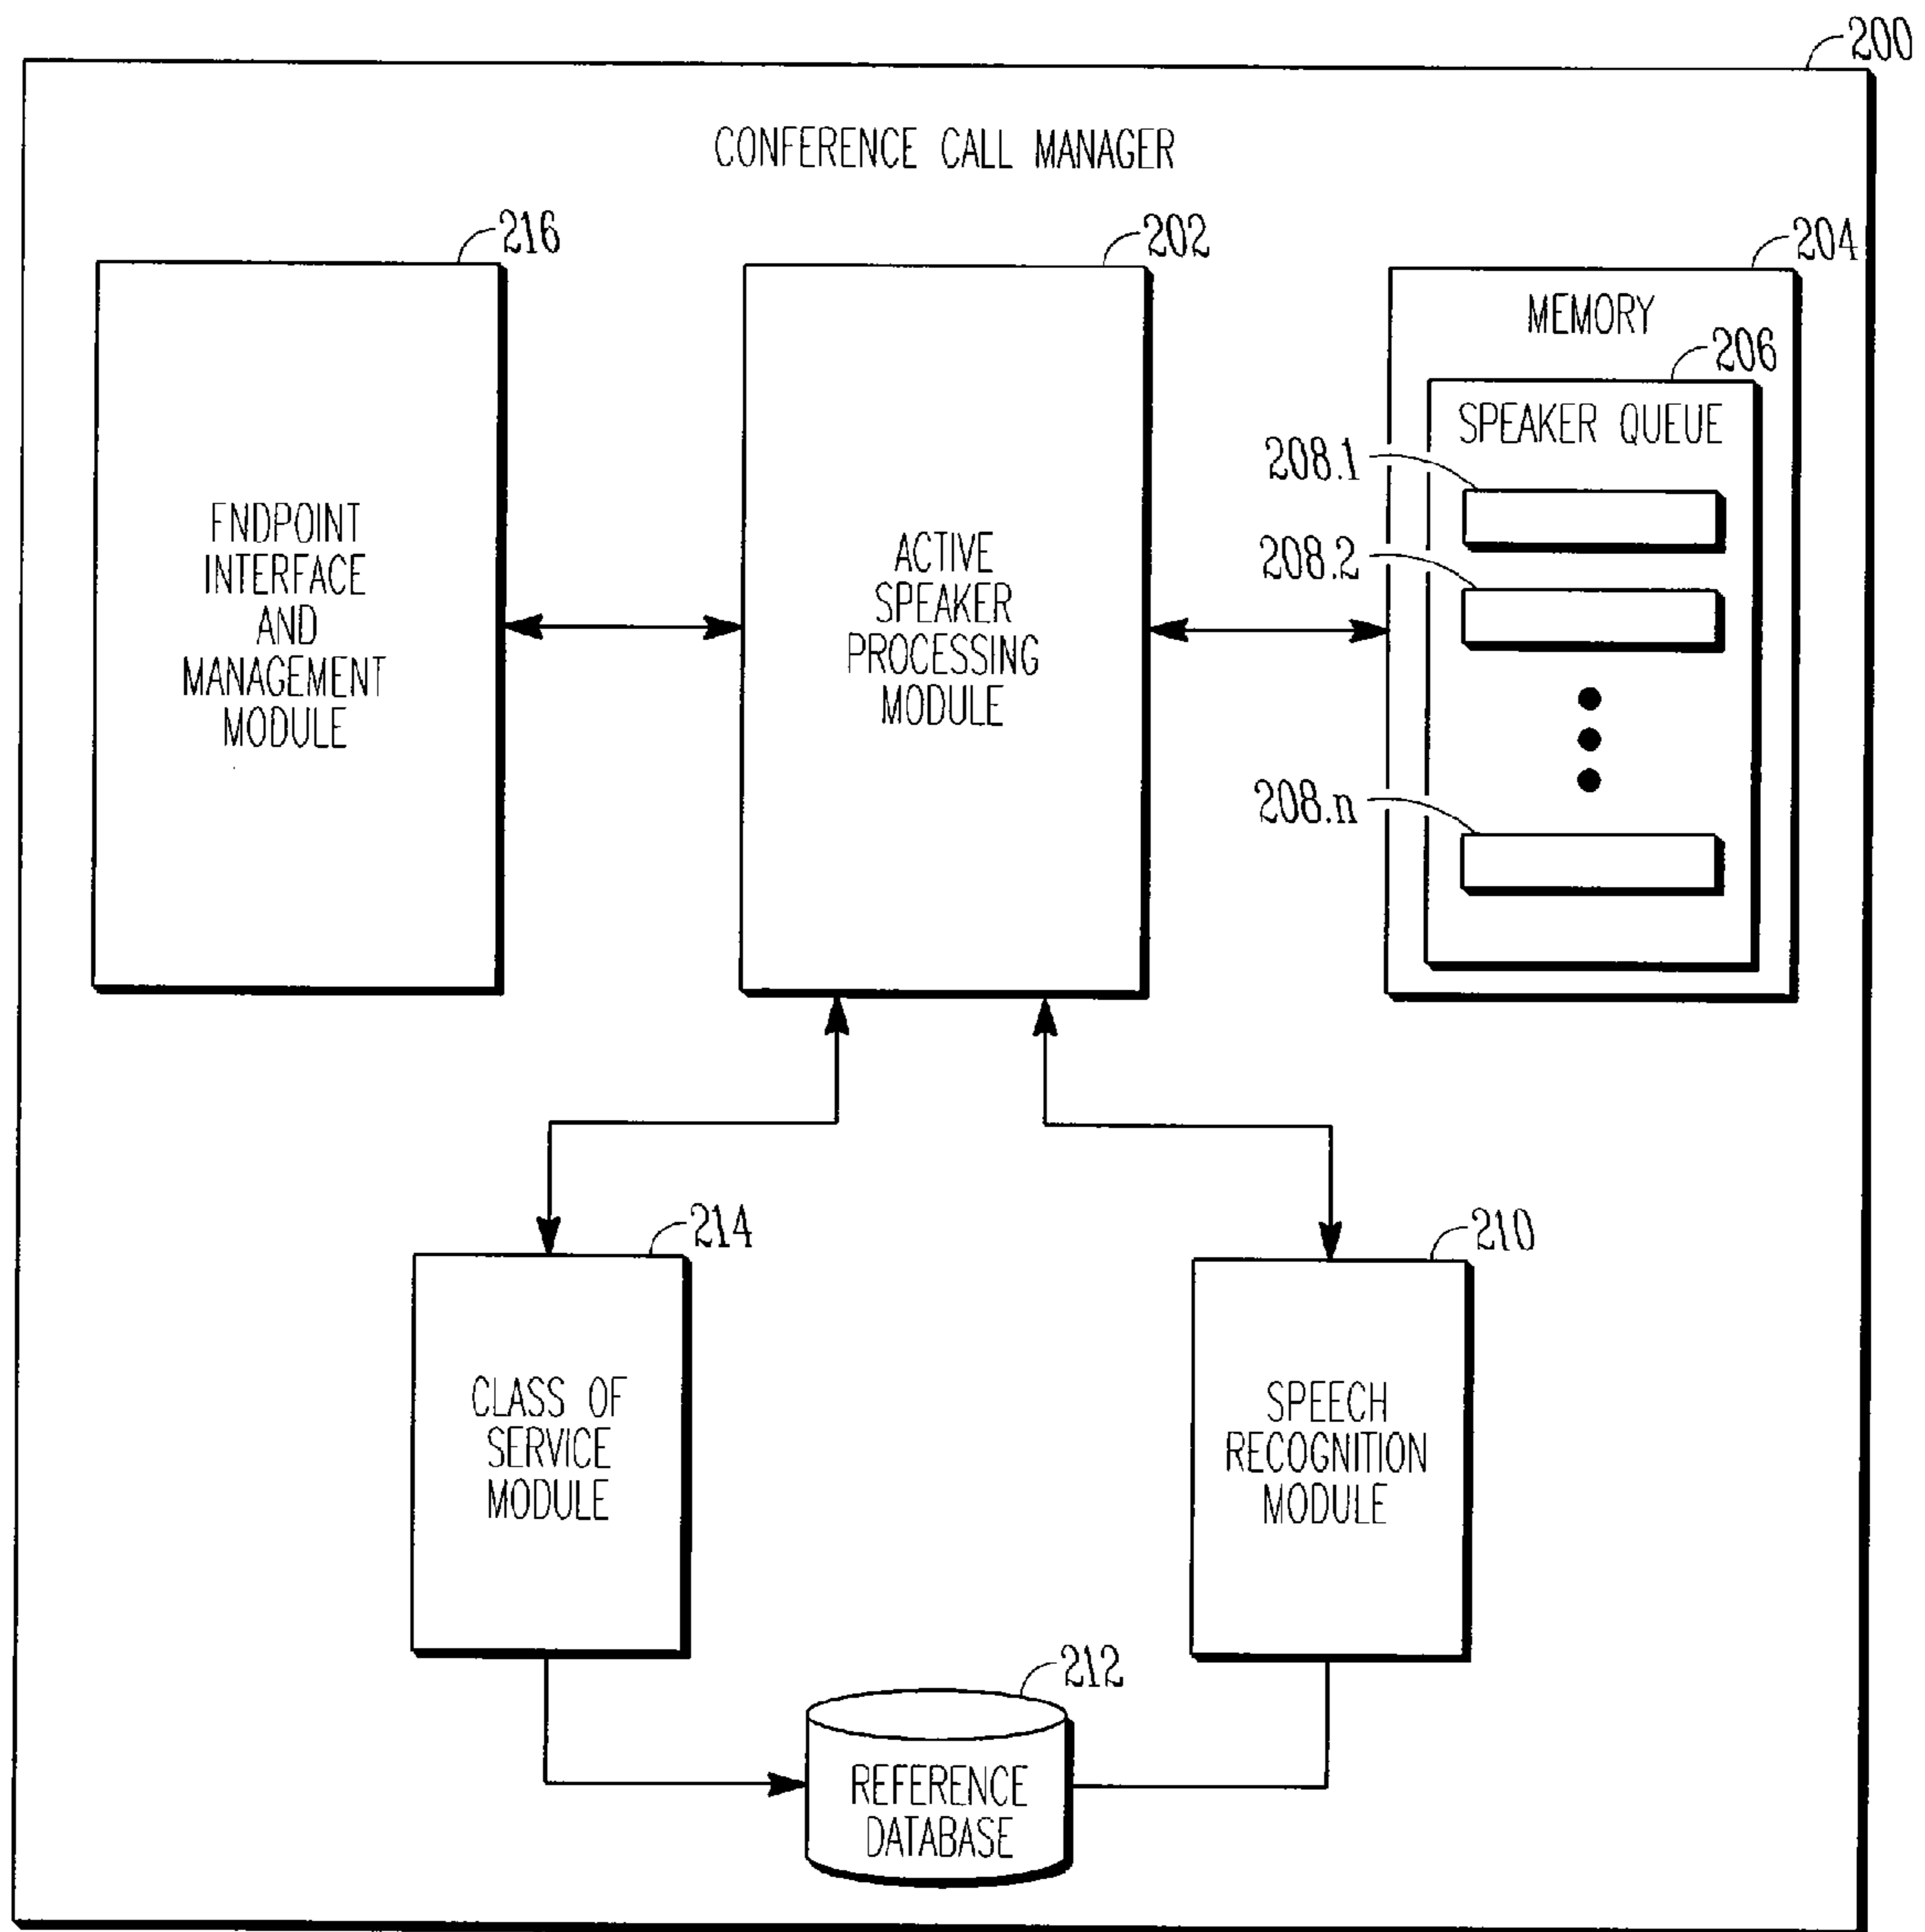 200
CONFERENCE CALL MANAGER
216
202
204
MEMORY
206
SPEAKER QUEUE
208.1
208.2
208.n
ENDPOINT
INTERFACE
AND
MANAGEMENT
MODULE
ACTIVE
SPEAKER
PROCESSING
MODULE
214
210
CLASS OF
SERVICE
MODULE
SPEECH
RECOGNITION
MODULE
212
REFERENCE
DATABASE